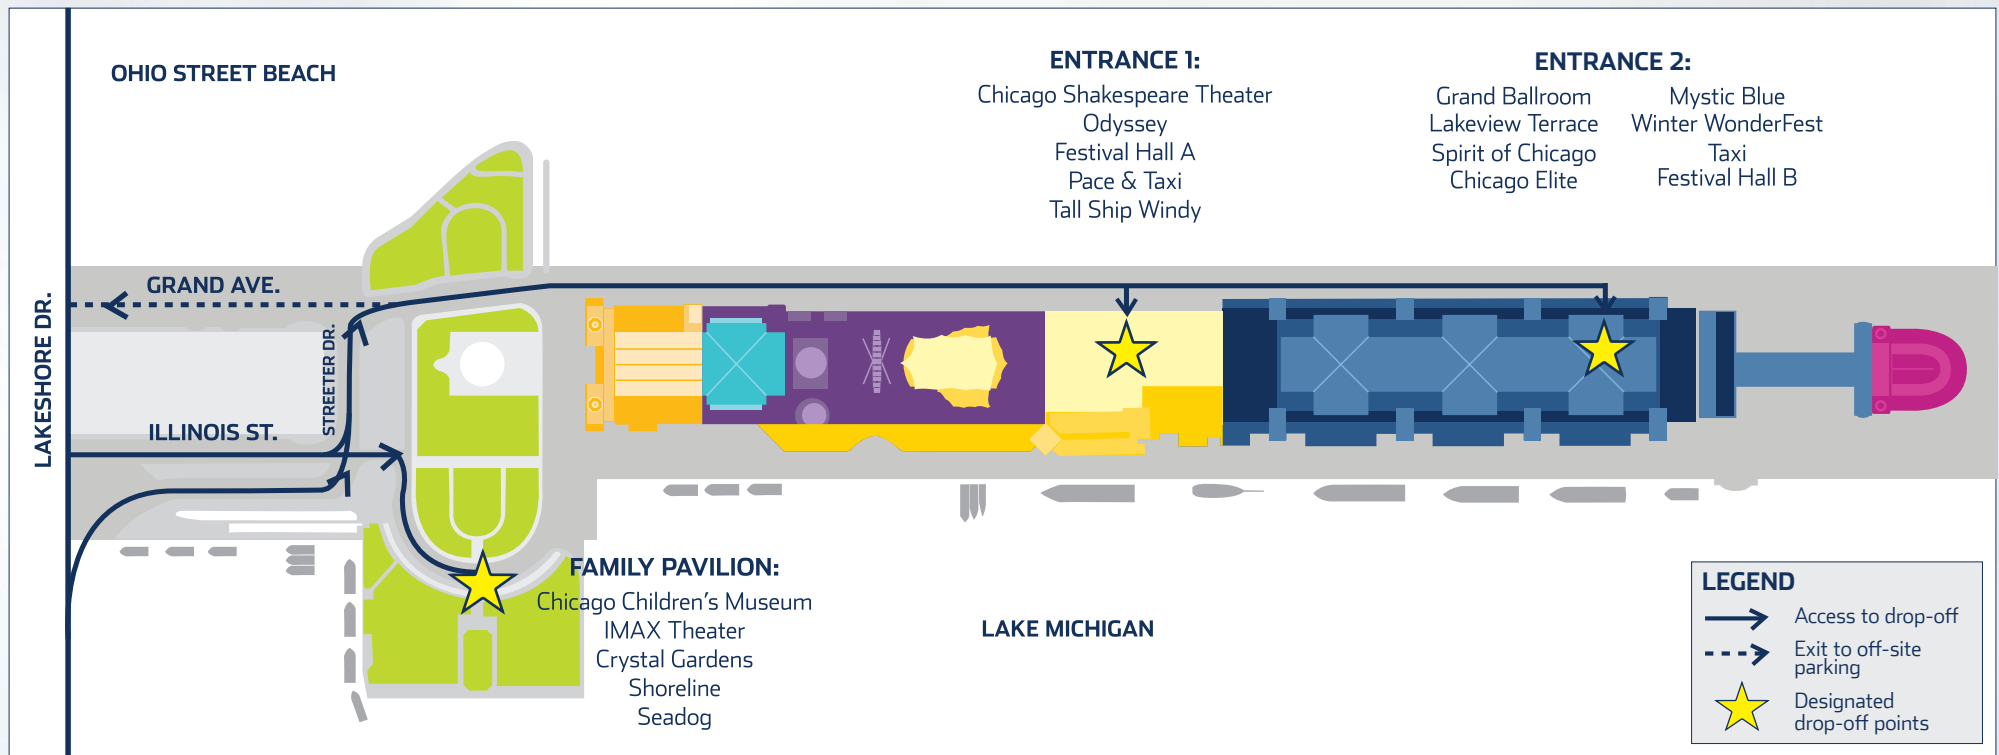 OHIO STREET BEACH
ENTRANCE 1:
Chicago Shakespeare Theater
Odyssey
Festival Hall A
Pace & Taxi
Tall Ship Windy
ENTRANCE 2:
Grand Ballroom
Lakeview Terrace
Spirit of Chicago
Chicago Elite
Mystic Blue
Winter WonderFest
Taxi
Festival Hall B
GRAND AVE.
LAKESHORE DR.
STREETER DR.
ILLINOIS ST.
FAMILY PAVILION:
Chicago Children’s Museum
IMAX Theater
Crystal Gardens
Shoreline
Seadog
LAKE MICHIGAN
LEGEND
Access to drop-off
Exit to off-site
parking
Designated
drop-off points